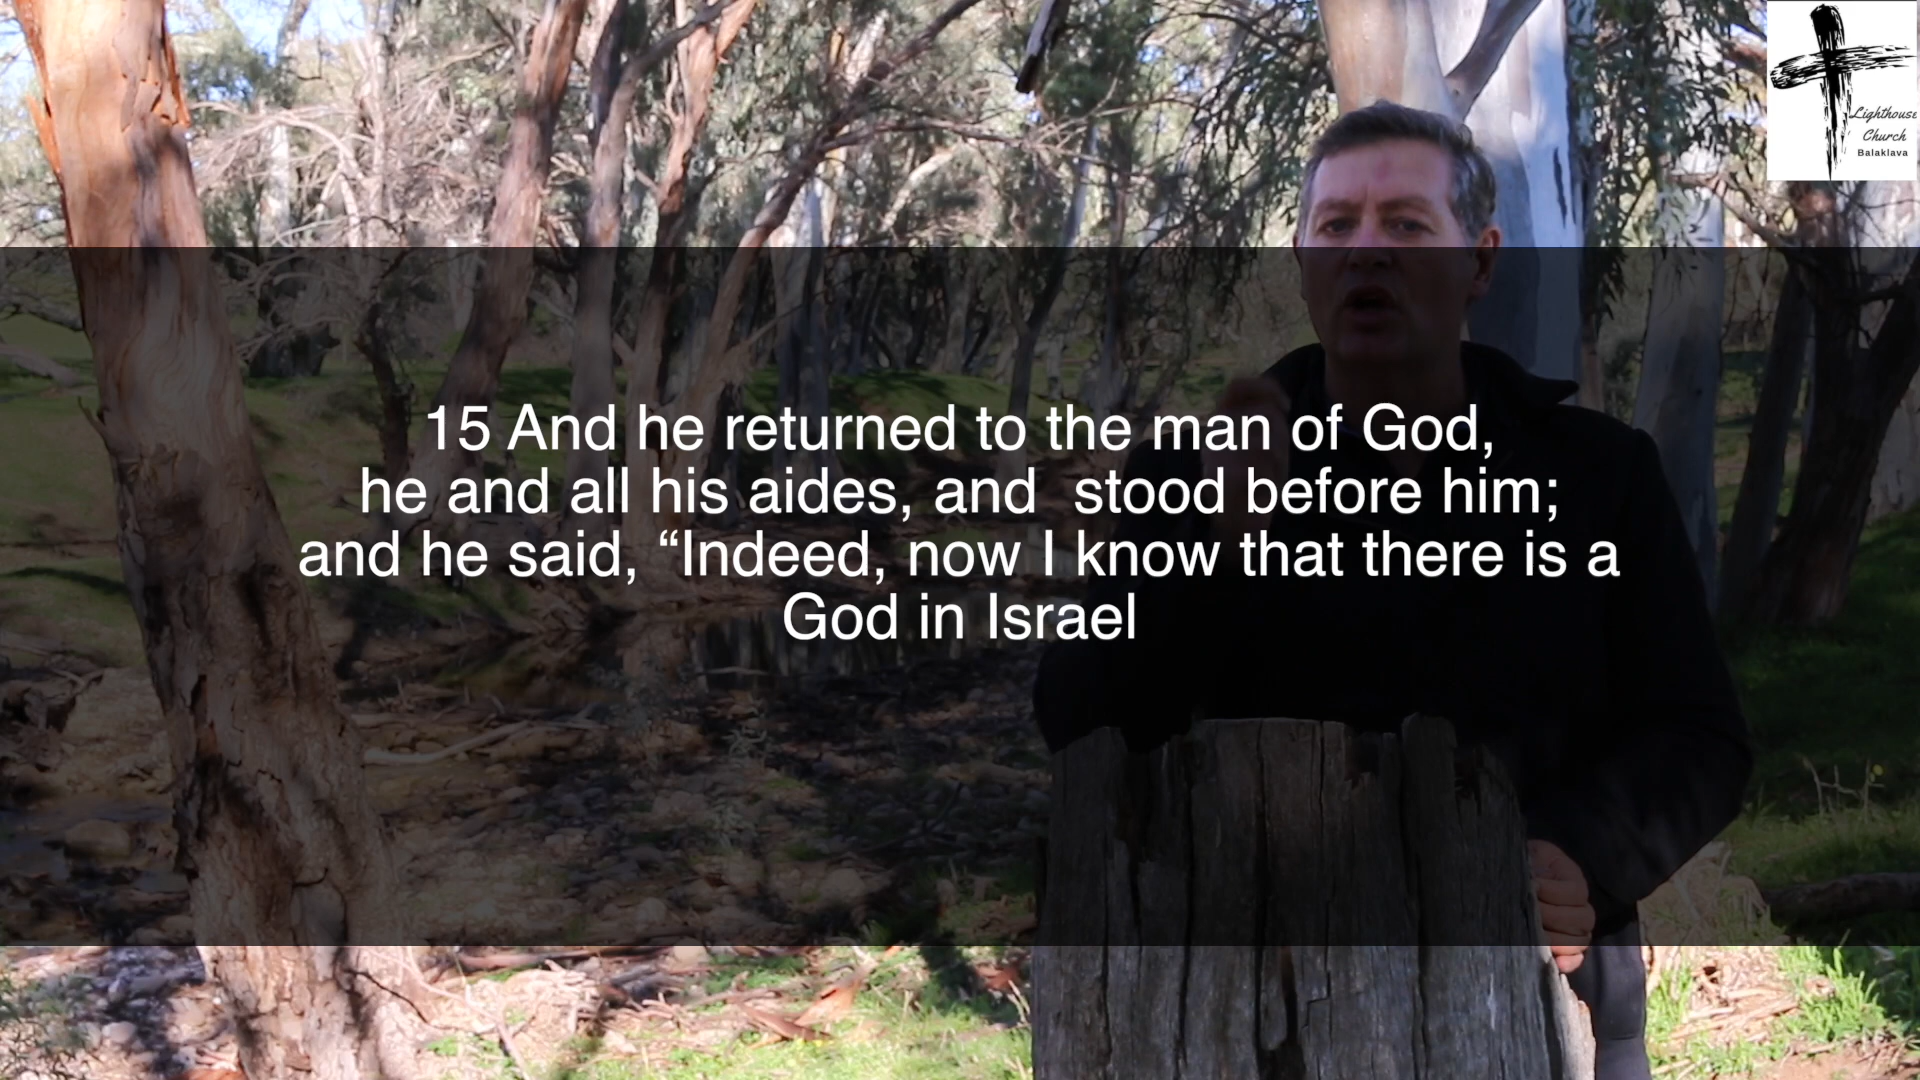 Lighthouse
Church
Balaklava
15 And he returned to the man of God,
he and all his aides, and  stood before him;
and he said, “Indeed, now I know that there is a
God in Israel